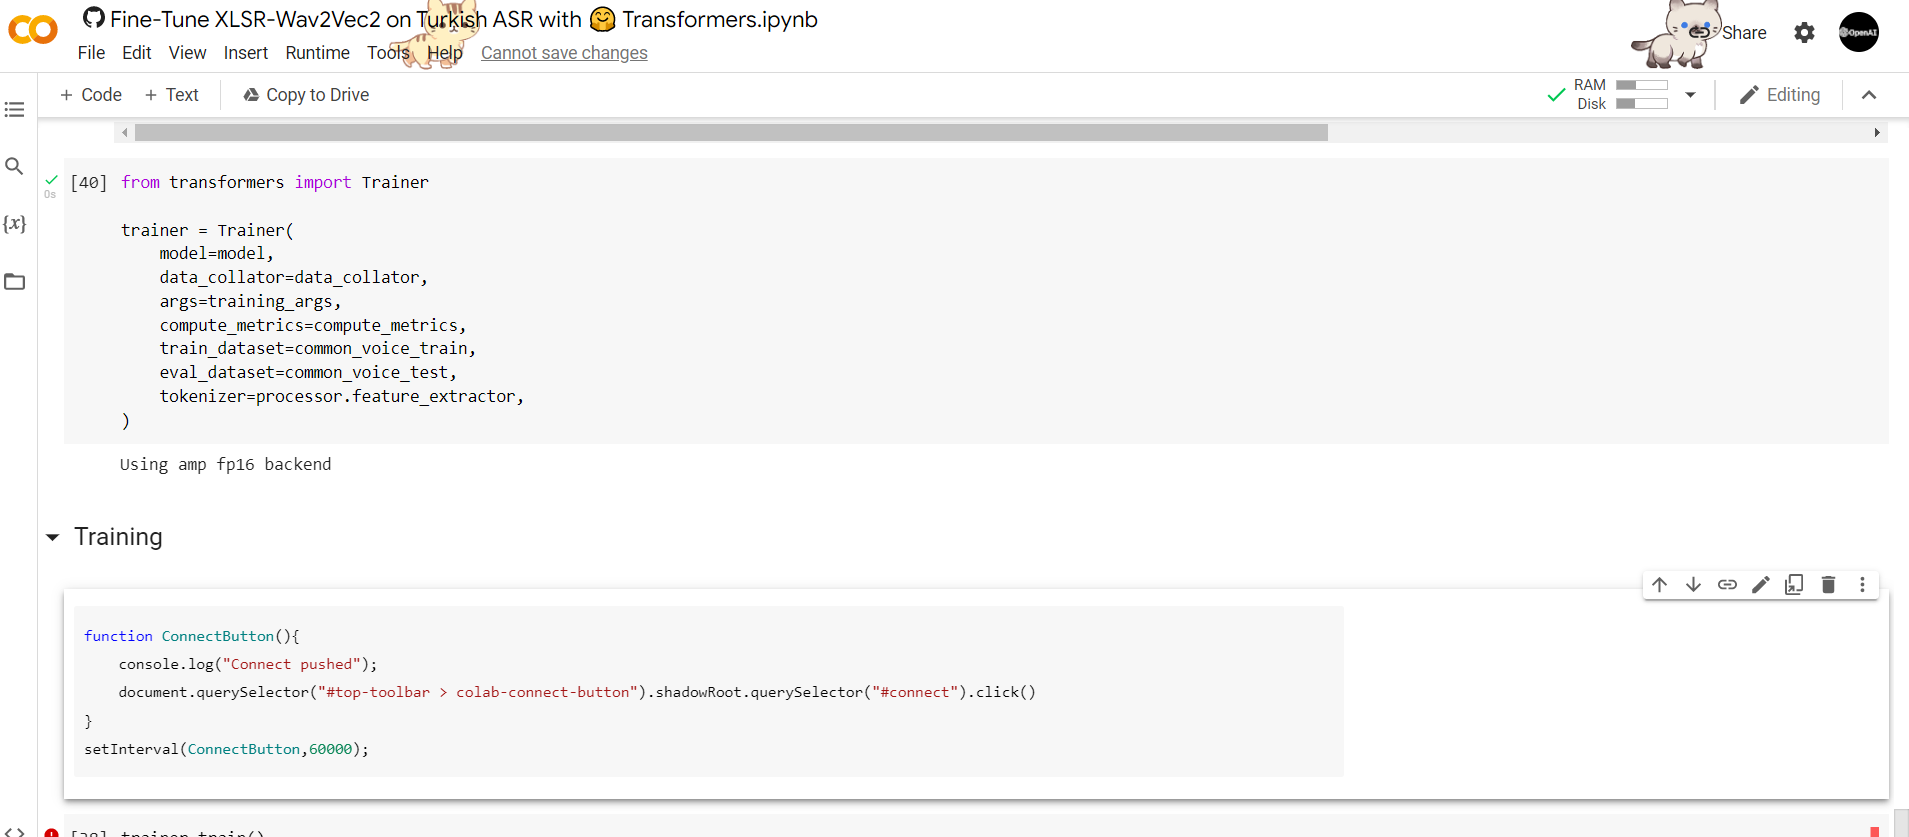 Fine-Tune XLSR-Wav2Vec2 on Turkish ASR with 🤗 Transformers.ipynb
File Edit View Insert Runtime Tools Help Cannot save changes
Share
OpenAI
+ Code + Text Copy to Drive
RAM
Disk
Editing
{x}
0s
[40] from transformers import Trainer
trainer = Trainer(
    model=model,
    data_collator=data_collator,
    args=training_args,
    compute_metrics=compute_metrics,
    train_dataset=common_voice_train,
    eval_dataset=common_voice_test,
    tokenizer=processor.feature_extractor,
)
Using amp fp16 backend
Training
function ConnectButton(){
    console.log("Connect pushed");
    document.querySelector("#top-toolbar > colab-connect-button").shadowRoot.querySelector("#connect").click()
}
setInterval(ConnectButton,60000);
[38] trainer.train()